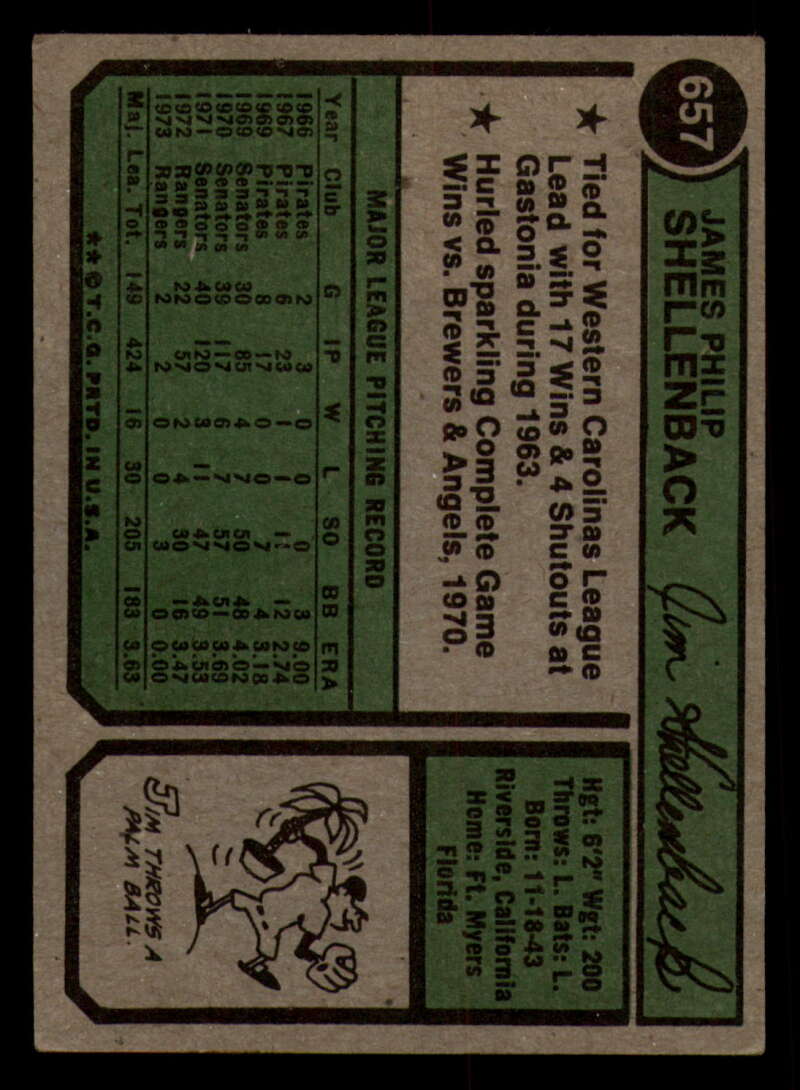 657
JAMES PHILIP
SHELLENBACK
Jim Shellenback
★ Tied for Western Carolinas League
Lead with 17 Wins & 4 Shutouts at
Gastonia during 1963.
★ Hurled sparkling Complete Game
Wins vs. Brewers & Angels, 1970.
Hgt: 6'2" Wgt: 200
Throws: L. Bats: L.
Born: 11-18-43
Riverside, California
Home: Ft. Myers
Florida
MAJOR LEAGUE PITCHING RECORD
Year Club G IP W L SO BB ERA
1966 Pirates 2 3 0 0 0 3 9.00
1967 Pirates 6 23 1 1 11 12 2.74
1969 Pirates 8 17 0 0 7 4 3.18
1969 Senators 30 85 4 7 50 48 4.02
1970 Senators 39 117 6 7 57 51 3.69
1971 Senators 40 120 3 11 47 49 3.53
1972 Rangers 22 57 2 4 30 16 3.47
1973 Rangers 2 2 0 0 3 0 0.00
Maj. Lea. Tot. 149 424 16 30 205 183 3.63
**©T.C.G. PRTD. IN U.S.A.
JIM THROWS A
PALM BALL.